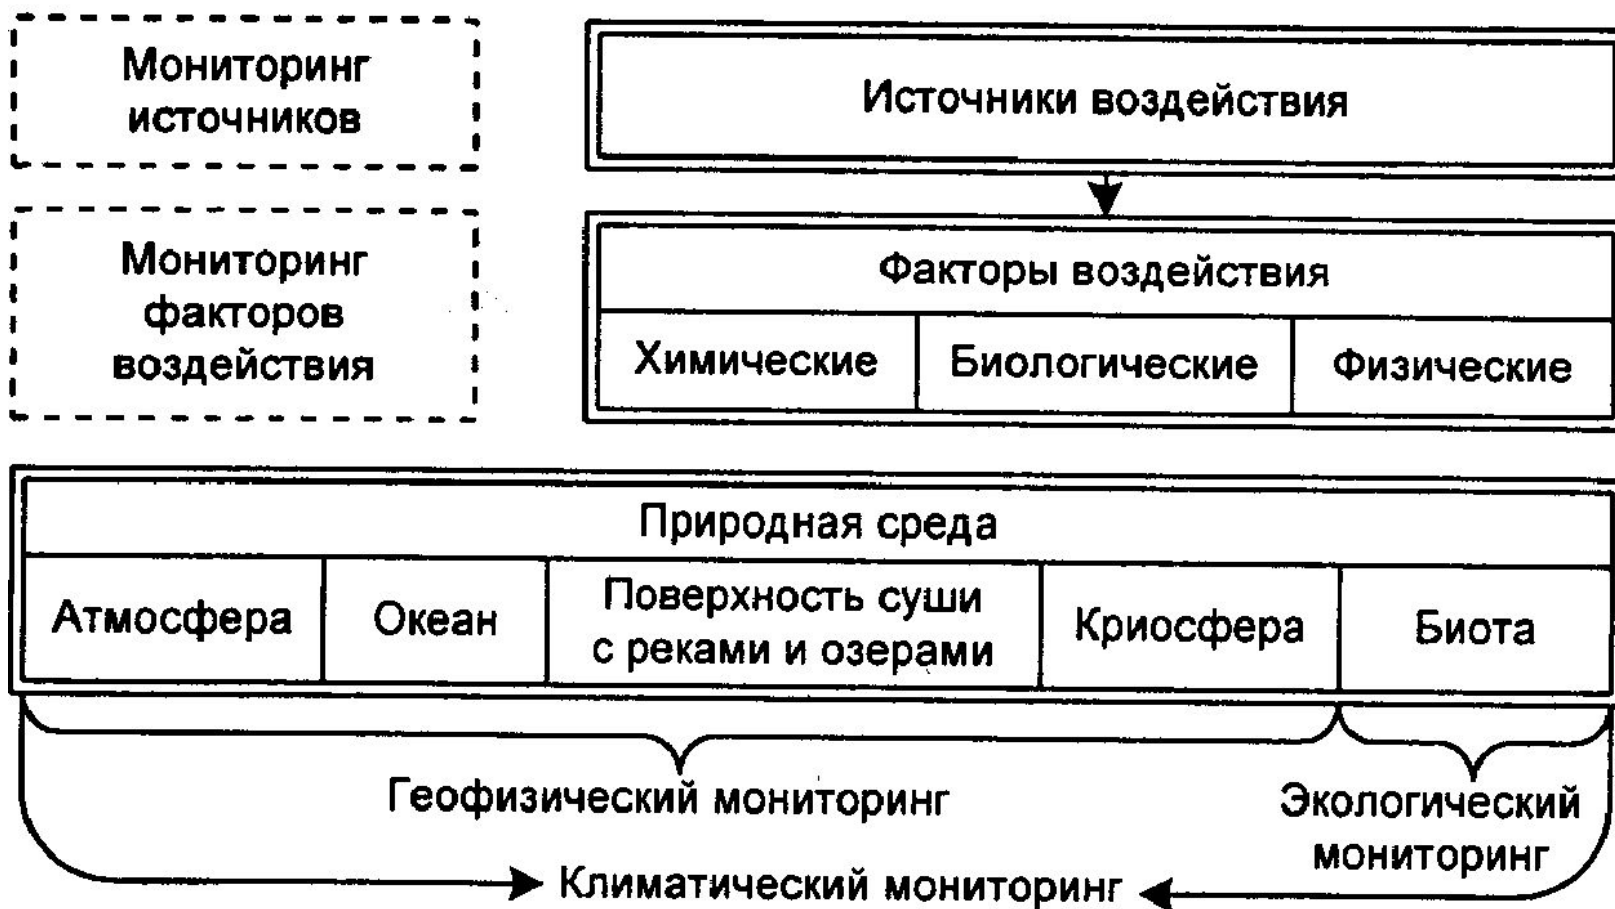 Мониторинг
источников
Источники воздействия
Мониторинг
факторов
воздействия
Факторы воздействия
Химические
Биологические
Физические
Природная среда
Атмосфера
Океан
Поверхность суши
с реками и озерами
Криосфера
Биота
Геофизический мониторинг
Экологический
мониторинг
Климатический мониторинг